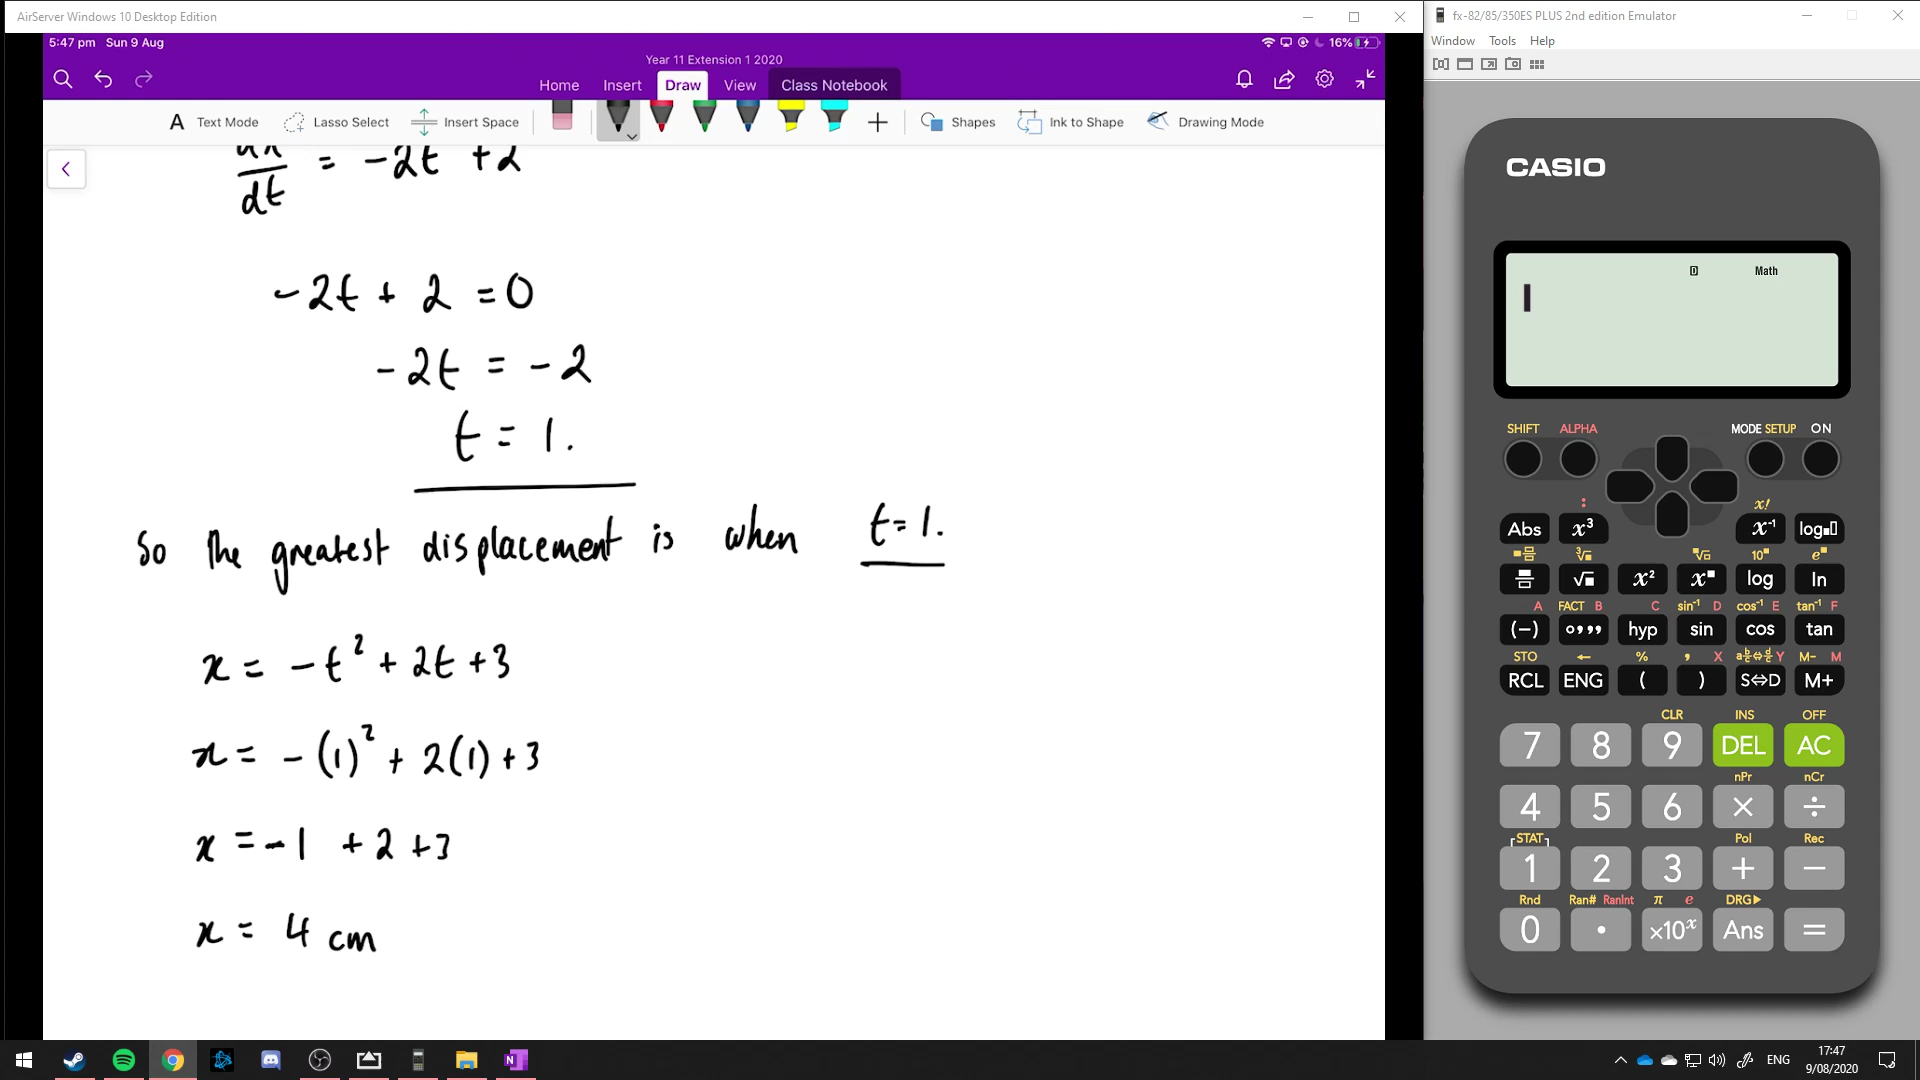 AirServer Windows 10 Desktop Edition
5:47 pm Sun 9 Aug
16%
Year 11 Extension 1 2020
Home Insert Draw View Class Notebook
A Text Mode Lasso Select Insert Space Shapes Ink to Shape Drawing Mode
dx/dt = -2t +2
-2t + 2 = 0
-2t = -2
t = 1.
So the greatest displacement is when t = 1.
x = -t² + 2t + 3
x = -(1)² + 2(1) + 3
x = -1 + 2 + 3
x = 4 cm
fx-82/85/350ES PLUS 2nd edition Emulator
Window Tools Help
CASIO
D Math
SHIFT ALPHA MODE SETUP ON
: x!
Abs x³ x⁻¹ log▯
■▯/▯ ³√■ ■√▯ 10■ e■
▯/▯ √■ x² x■ log ln
A FACT B C sin⁻¹ D cos⁻¹ E tan⁻¹ F
(−) °,,, hyp sin cos tan
STO ← % , X a b/c⇔d/c Y M− M
RCL ENG ( ) S⇔D M+
CLR INS OFF
7 8 9 DEL AC
nPr nCr
4 5 6 × ÷
STAT Pol Rec
1 2 3 + −
Rnd Ran# RanInt π e DRG▶
0 . ×10ˣ Ans =
ENG
17:47
9/08/2020